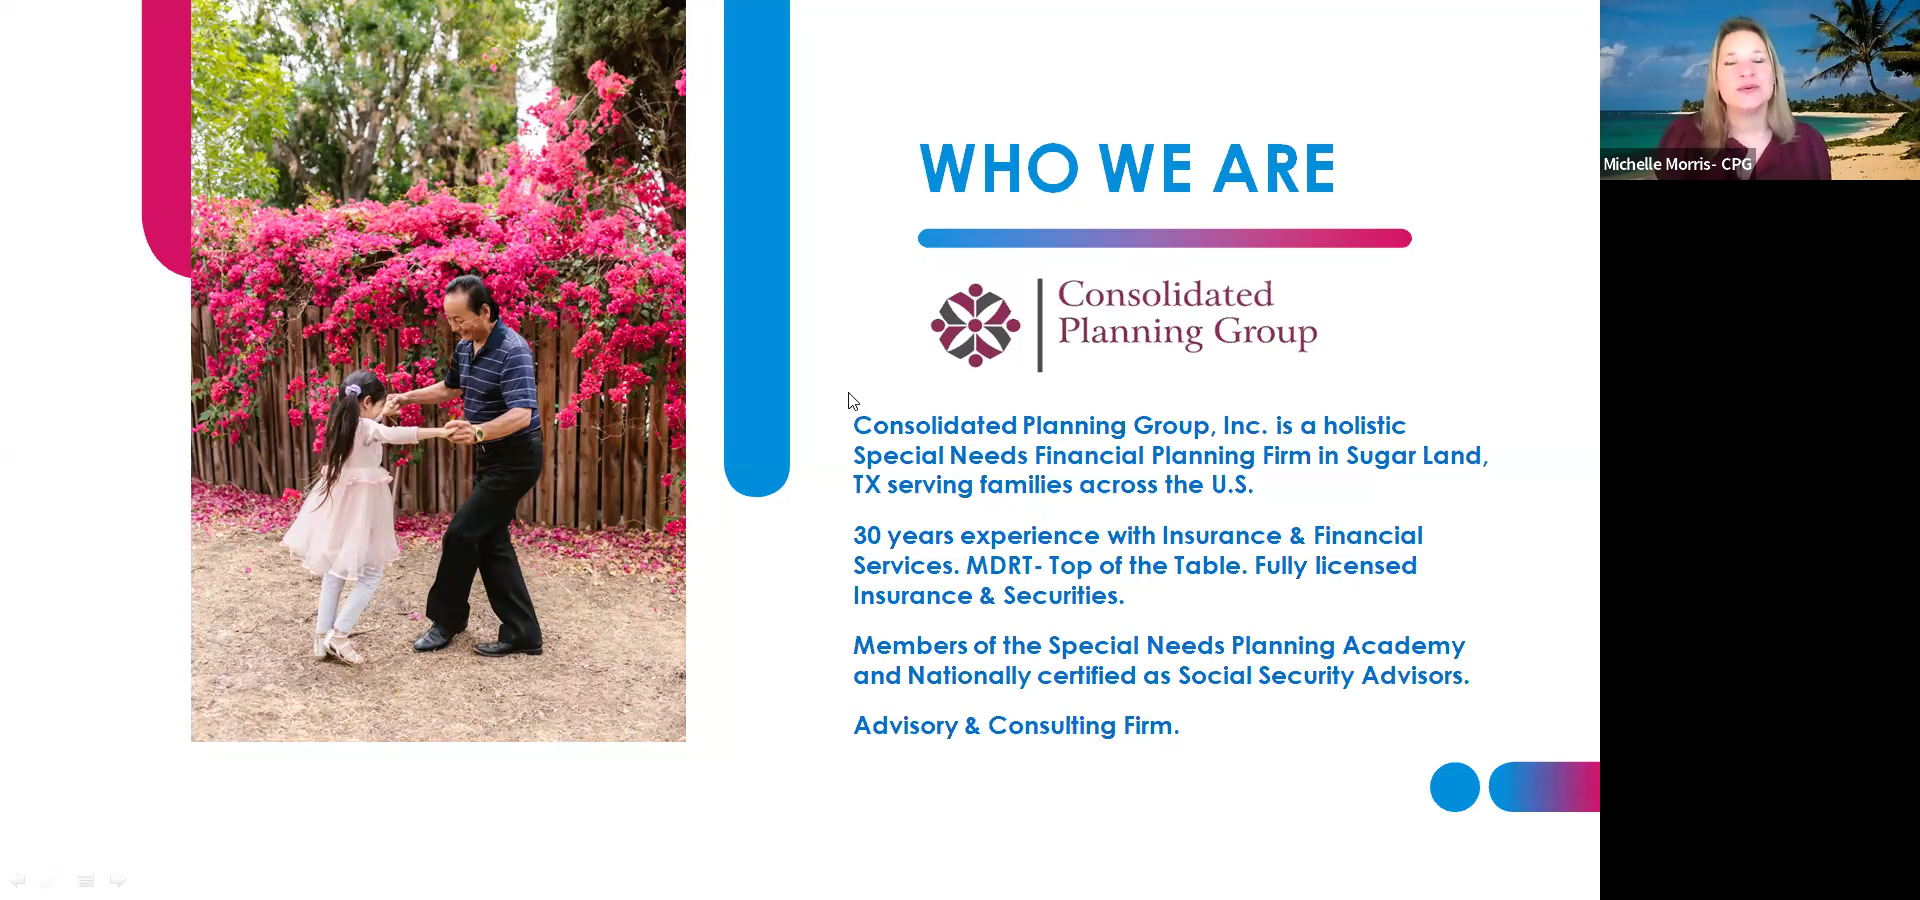 WHO WE ARE
Consolidated
Planning Group
Consolidated Planning Group, Inc. is a holistic
Special Needs Financial Planning Firm in Sugar Land,
TX serving families across the U.S.
30 years experience with Insurance & Financial
Services. MDRT- Top of the Table. Fully licensed
Insurance & Securities.
Members of the Special Needs Planning Academy
and Nationally certified as Social Security Advisors.
Advisory & Consulting Firm.
Michelle Morris- CPG